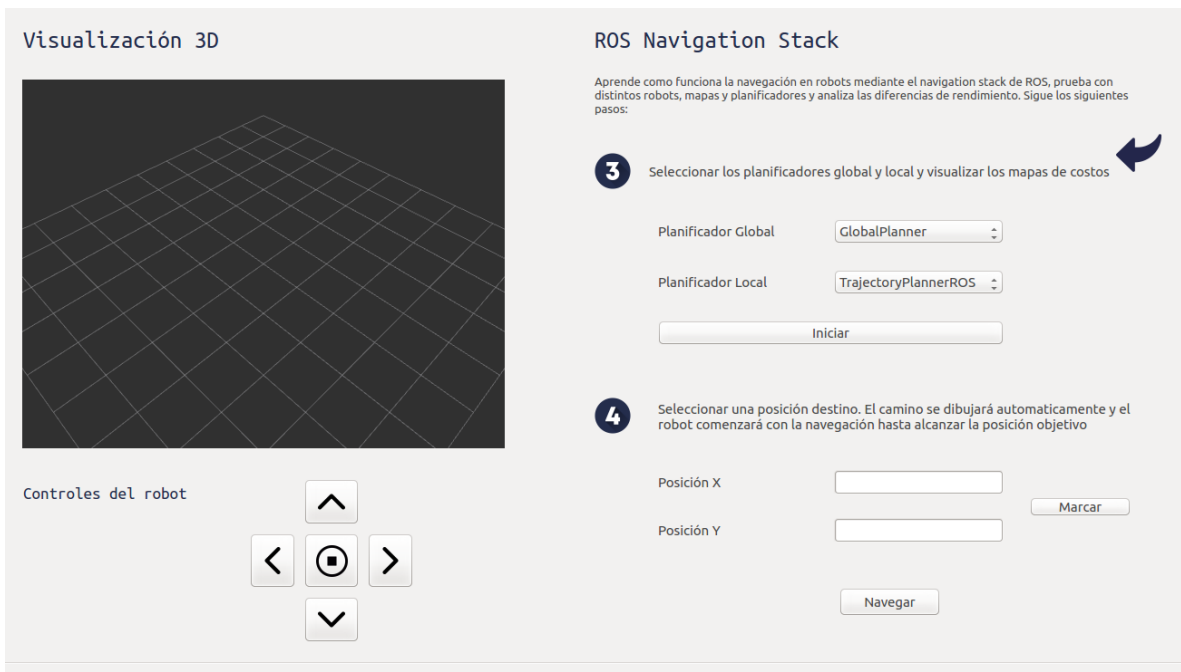 Visualización 3D
ROS Navigation Stack
Aprende como funciona la navegación en robots mediante el navigation stack de ROS, prueba con
distintos robots, mapas y planificadores y analiza las diferencias de rendimiento. Sigue los siguientes
pasos:
3
Seleccionar los planificadores global y local y visualizar los mapas de costos
Planificador Global
GlobalPlanner
Planificador Local
TrajectoryPlannerROS
Iniciar
4
Seleccionar una posición destino. El camino se dibujará automaticamente y el
robot comenzará con la navegación hasta alcanzar la posición objetivo
Controles del robot
Posición X
Marcar
Posición Y
Navegar